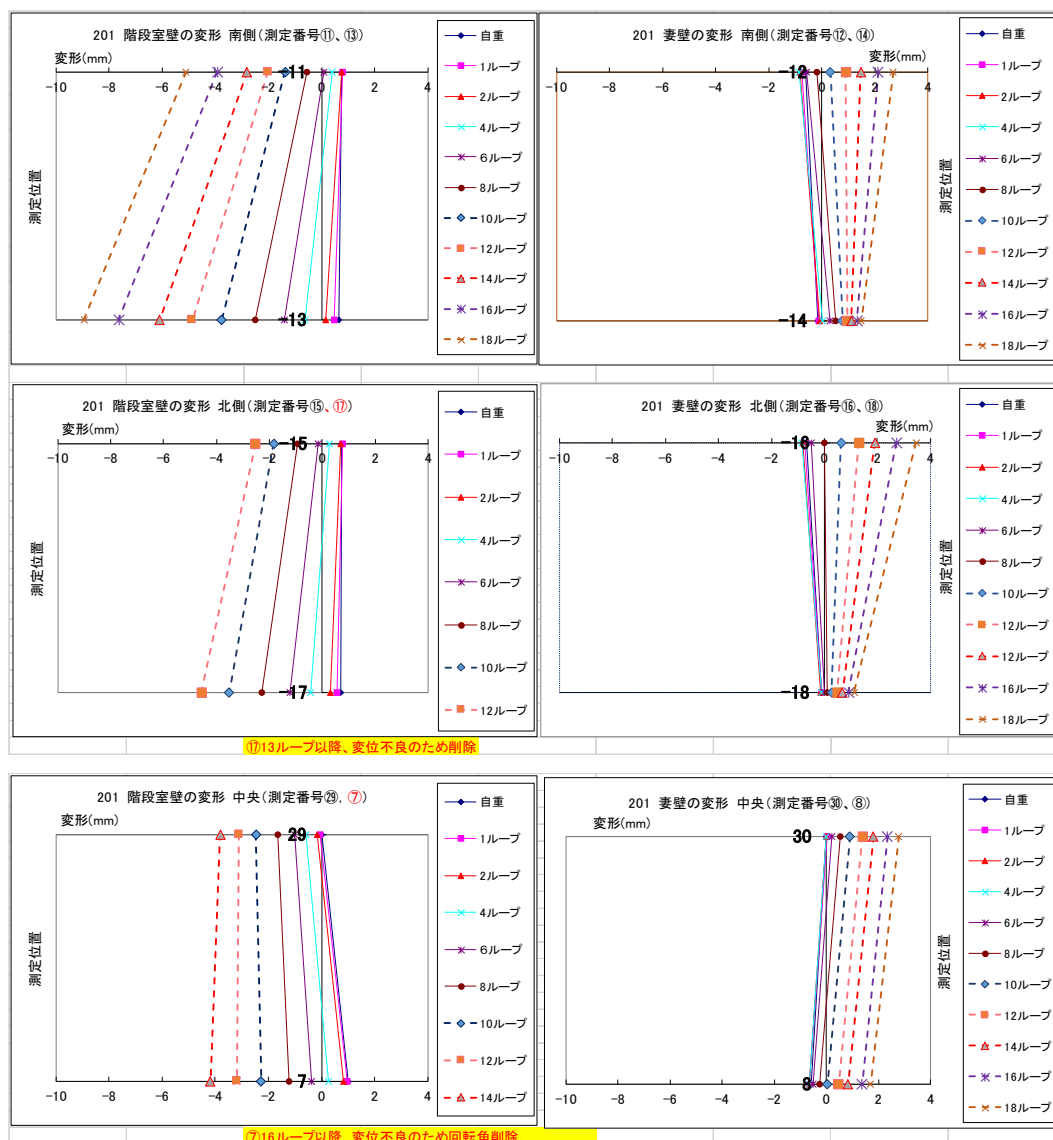 201 階段室壁の変形 南側(測定番号⑪、⑬)
変形(mm)
-11
-10 -8 -6 -4 -2 0 2 4
測定位置
-13
自重
1ループ
2ループ
4ループ
6ループ
8ループ
10ループ
12ループ
14ループ
16ループ
18ループ
201 妻壁の変形 南側(測定番号⑫、⑭)
変形(mm)
-12
-10 -8 -6 -4 -2 0 2 4
測定位置
-14
自重
1ループ
2ループ
4ループ
6ループ
8ループ
10ループ
12ループ
14ループ
16ループ
18ループ
201 階段室壁の変形 北側(測定番号⑮、⑰)
変形(mm)
-15
-10 -8 -6 -4 -2 0 2 4
測定位置
-17
自重
1ループ
2ループ
4ループ
6ループ
8ループ
10ループ
12ループ
⑰13ループ以降、変位不良のため削除
201 妻壁の変形 北側(測定番号⑯、⑱)
変形(mm)
-16
-10 -8 -6 -4 -2 0 2 4
測定位置
-18
自重
1ループ
2ループ
4ループ
6ループ
8ループ
10ループ
12ループ
12ループ
16ループ
18ループ
201 階段室壁の変形 中央(測定番号㉙, ⑦)
変形(mm)
29
測定位置
7
-10 -8 -6 -4 -2 0 2 4
自重
1ループ
2ループ
4ループ
6ループ
8ループ
10ループ
12ループ
14ループ
⑦16ループ以降、変位不良のため回転角削除
201 妻壁の変形 中央(測定番号㉚、⑧)
変形(mm)
30
測定位置
8
-10 -8 -6 -4 -2 0 2 4
自重
1ループ
2ループ
4ループ
6ループ
8ループ
10ループ
12ループ
14ループ
16ループ
18ループ